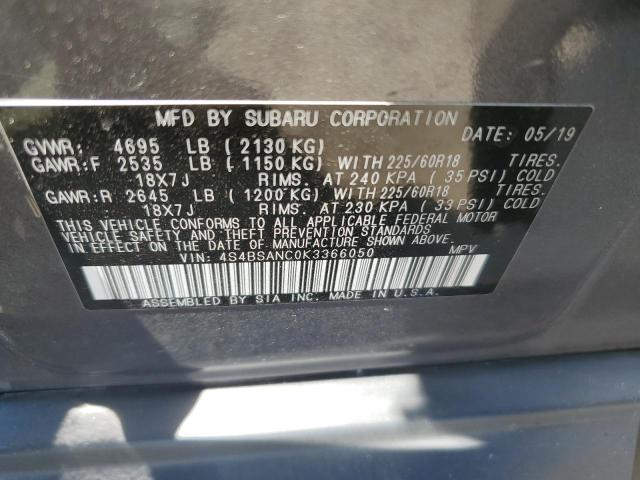 MFD BY SUBARU CORPORATION
DATE: 05/19
GVWR: 4695 LB (2130 KG)
GAWR:F 2535 LB (1150 KG) WITH 225/60R18 TIRES.
18X7J RIMS. AT 240 KPA (35 PSI) COLD
GAWR:R 2645 LB (1200 KG) WITH 225/60R18 TIRES.
18X7J RIMS. AT 230 KPA (33 PSI) COLD
THIS VEHICLE CONFORMS TO ALL APPLICABLE FEDERAL MOTOR
VEHICLE SAFETY AND THEFT PREVENTION STANDARDS
IN EFFECT ON THE DATE OF MANUFACTURE SHOWN ABOVE.
VIN: 4S4BSANC0K3366050 MPV
ASSEMBLED BY SIA INC. MADE IN U.S.A.